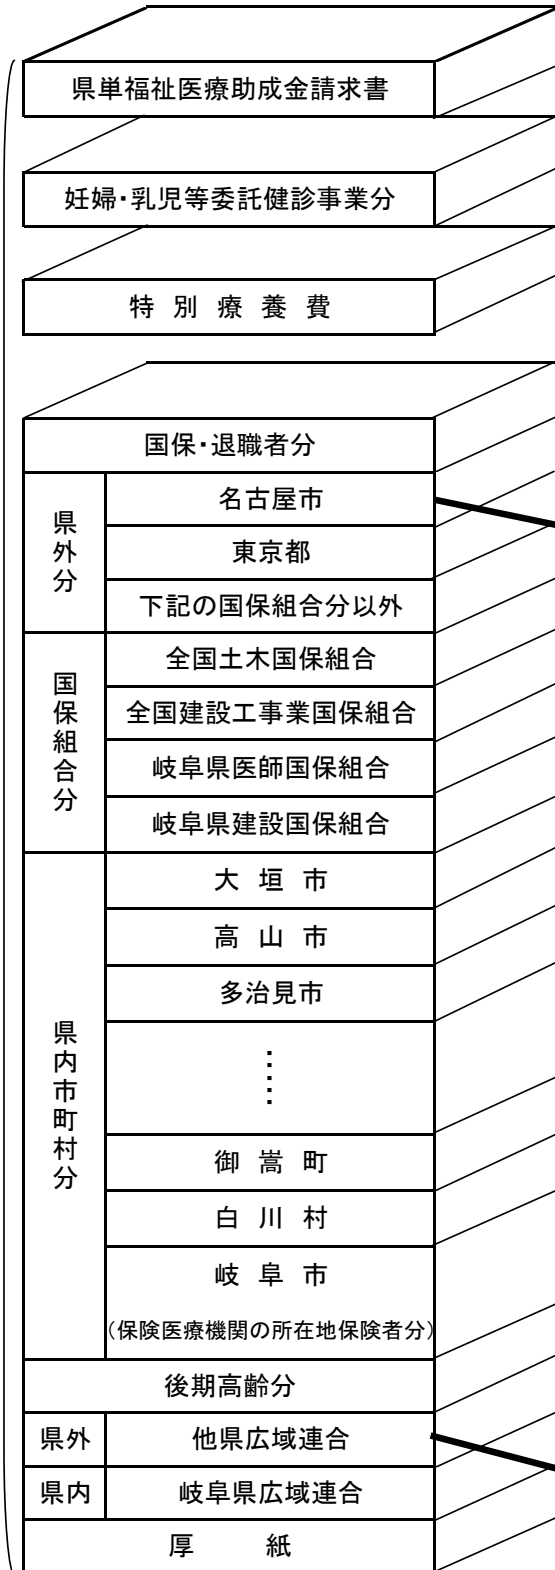 県単福祉医療助成金請求書
妊婦・乳児等委託健診事業分
特別療養費
国保・退職者分
県外分
名古屋市
東京都
下記の国保組合分以外
国保組合分
全国土木国保組合
全国建設工事業国保組合
岐阜県医師国保組合
岐阜県建設国保組合
県内市町村分
大垣市
高山市
多治見市
⋮
御嵩町
白川村
岐阜市
(保険医療機関の所在地保険者分)
後期高齢分
県外 他県広域連合
県内 岐阜県広域連合
厚紙